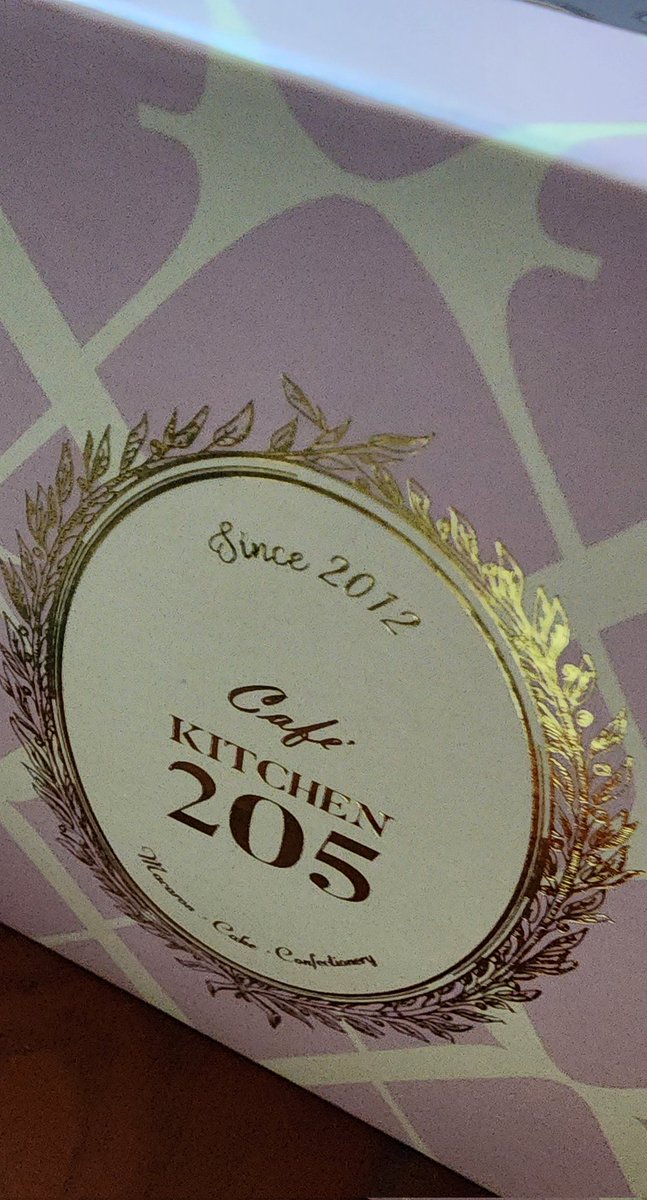 Since 2012
Café
KITCHEN
205
Macaron . Cake . Confectionery